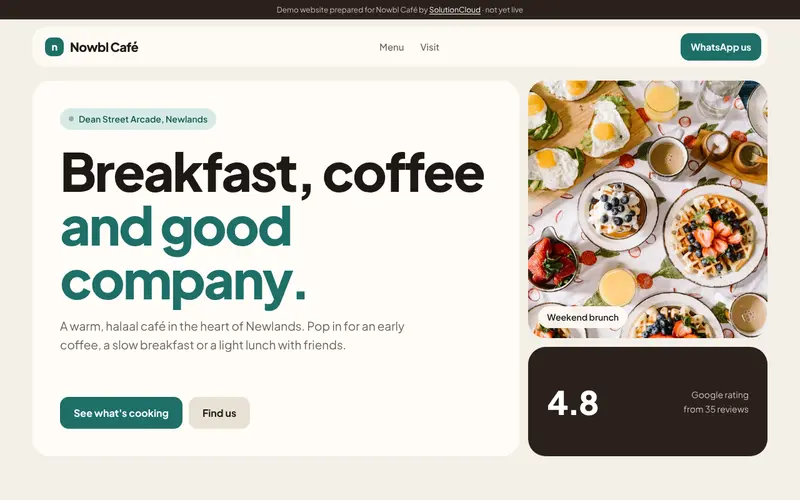 Demo website prepared for Nowbl Café by SolutionCloud · not yet live
n Nowbl Café
Menu Visit
WhatsApp us
Dean Street Arcade, Newlands
Breakfast, coffee
and good
company.
A warm, halaal café in the heart of Newlands. Pop in for an early
coffee, a slow breakfast or a light lunch with friends.
See what's cooking
Find us
Weekend brunch
4.8
Google rating
from 35 reviews